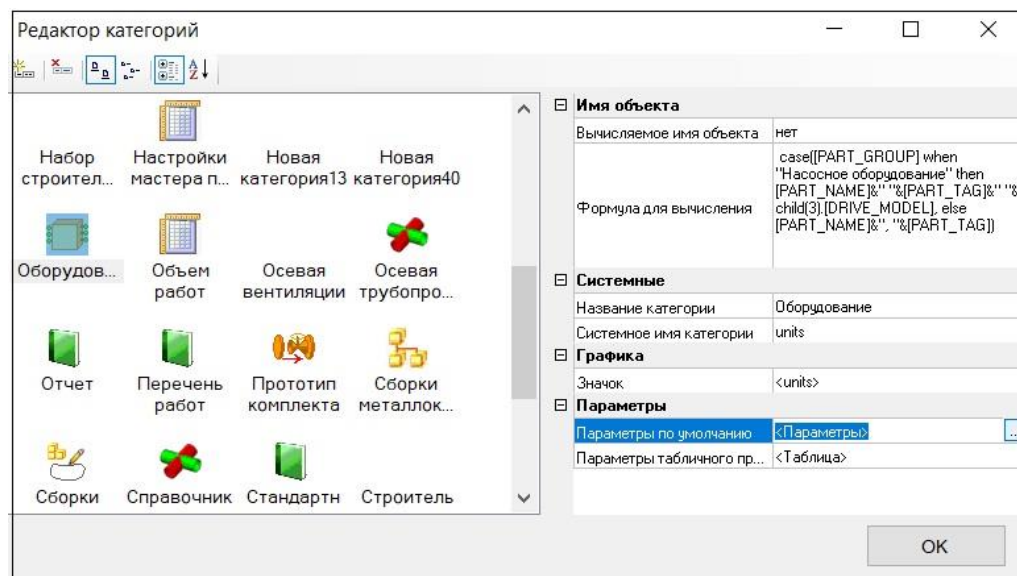 Редактор категорий
Набор
строител...
Настройки
мастера п...
Новая
категория13
Новая
категория40
Оборудов...
Объем
работ
Осевая
вентиляции
Осевая
трубопро...
Отчет
Перечень
работ
Прототип
комплекта
Сборки
металлок...
Сборки
Справочник
Стандартн
Строитель
Имя объекта
Вычисляемое имя объекта нет
Формула для вычисления
case([PART_GROUP] when
"Насосное оборудование" then
[PART_NAME]&" "&[PART_TAG]&" "&
child(3).[DRIVE_MODEL], else
[PART_NAME]&", "&[PART_TAG])
Системные
Название категории Оборудование
Системное имя категории units
Графика
Значок <units>
Параметры
Параметры по умолчанию <Параметры> ...
Параметры табличного пр... <Таблица>
OK